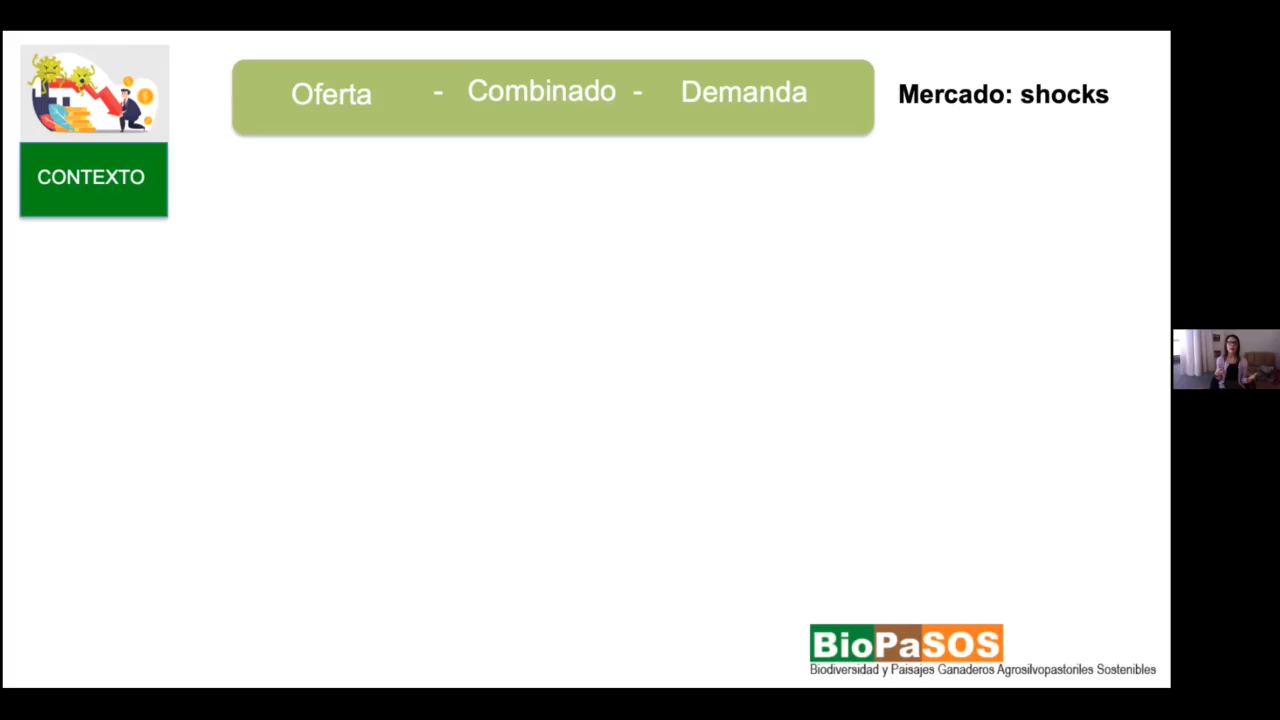 Oferta - Combinado - Demanda
Mercado: shocks
CONTEXTO
BioPaSOS
Biodiversidad y Paisajes Ganaderos Agrosilvopastoriles Sostenibles